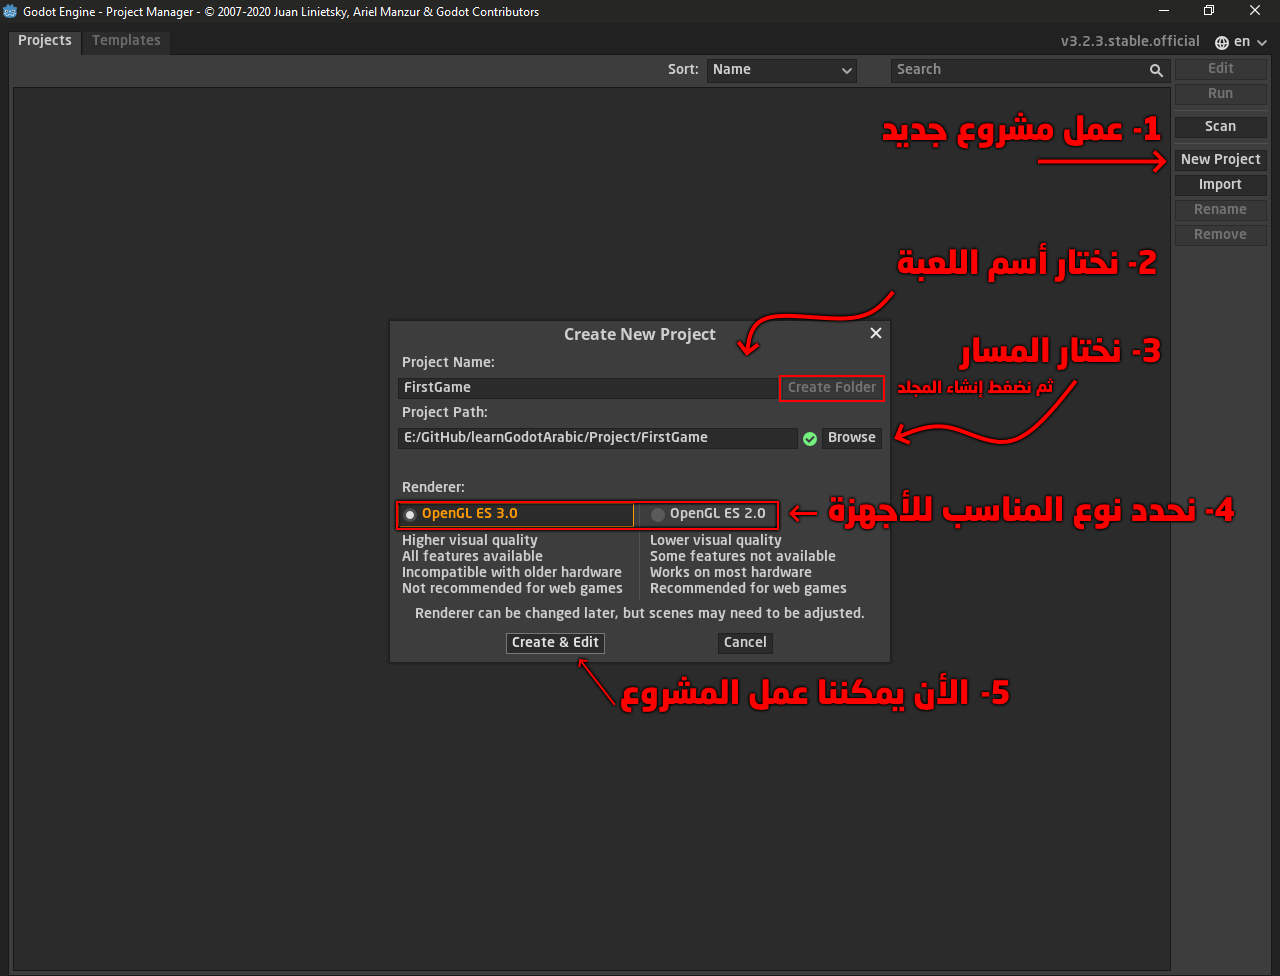 Godot Engine - Project Manager - © 2007-2020 Juan Linietsky, Ariel Manzur & Godot Contributors
Projects Templates v3.2.3.stable.official en
Sort: Name Search Edit
Run
1- عمل مشروع جديد
Scan
New Project
Import
Rename
Remove
2- نختار أسم اللعبة
Create New Project
3- نختار المسار
Project Name:
FirstGame Create Folder ثم نضغط إنشاء المجلد
Project Path:
E:/GitHub/learnGodotArabic/Project/FirstGame Browse
Renderer:
OpenGL ES 3.0 OpenGL ES 2.0 4- نحدد نوع المناسب للأجهزة
Higher visual quality Lower visual quality
All features available Some features not available
Incompatible with older hardware Works on most hardware
Not recommended for web games Recommended for web games
Renderer can be changed later, but scenes may need to be adjusted.
Create & Edit Cancel
5- الأن يمكننا عمل المشروع